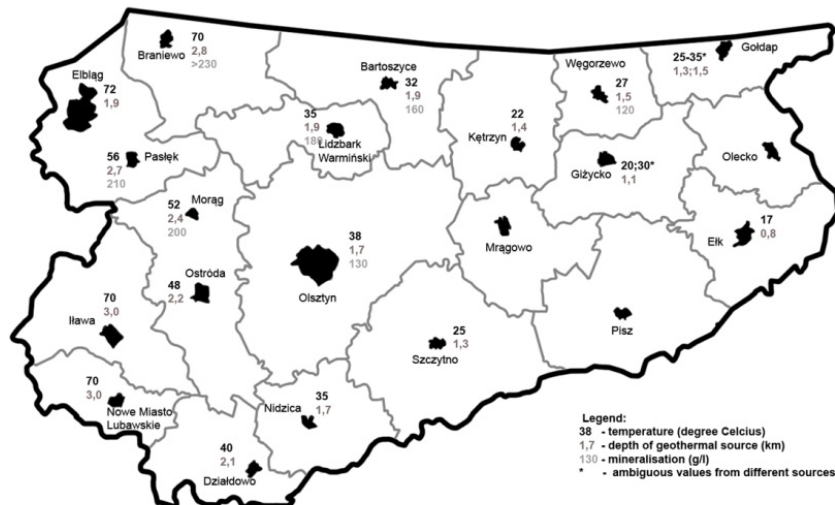 Braniewo
70
2,8
>230
Elbląg
72
1,9
Bartoszyce
32
1,9
160
Węgorzewo
27
1,5
120
25-35*
1,3;1,5
Gołdap
35
1,9
180
Lidzbark
Warmiński
22
1,4
Kętrzyn
56
2,7
210
Pasłęk
20;30*
1,1
Giżycko
Olecko
Morąg
52
2,4
200
38
1,7
130
Olsztyn
Mrągowo
17
0,8
Ełk
Ostróda
48
2,2
70
3,0
Iława
25
1,3
Szczytno
Pisz
70
3,0
Nowe Miasto
Lubawskie
35
1,7
Nidzica
40
2,1
Działdowo
Legend:
38 - temperature (degree Celcius)
1,7 - depth of geothermal source (km)
130 - mineralisation (g/l)
* - ambiguous values from different sources